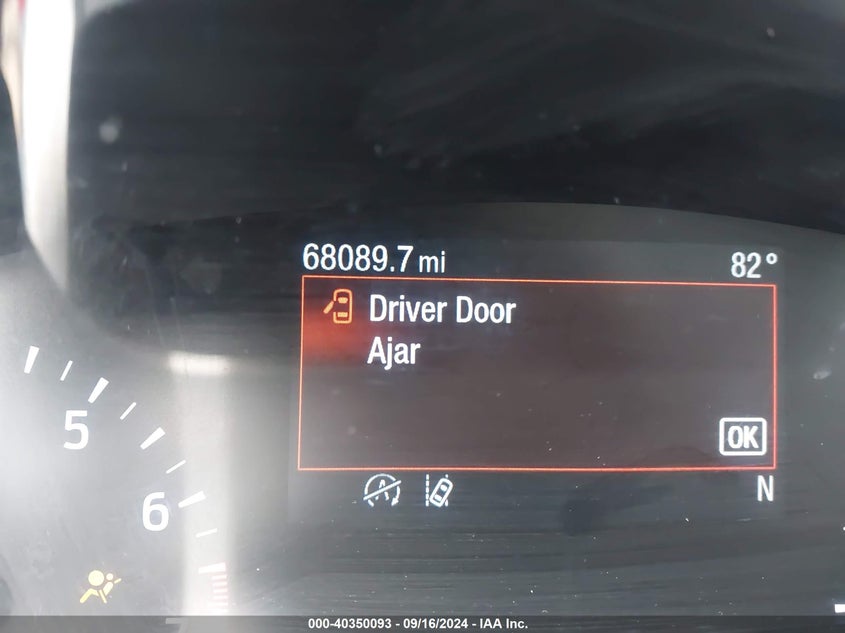 68089.7 mi 82°
Driver Door
Ajar
OK
5
6
N
000-40350093 - 09/16/2024 - IAA Inc.